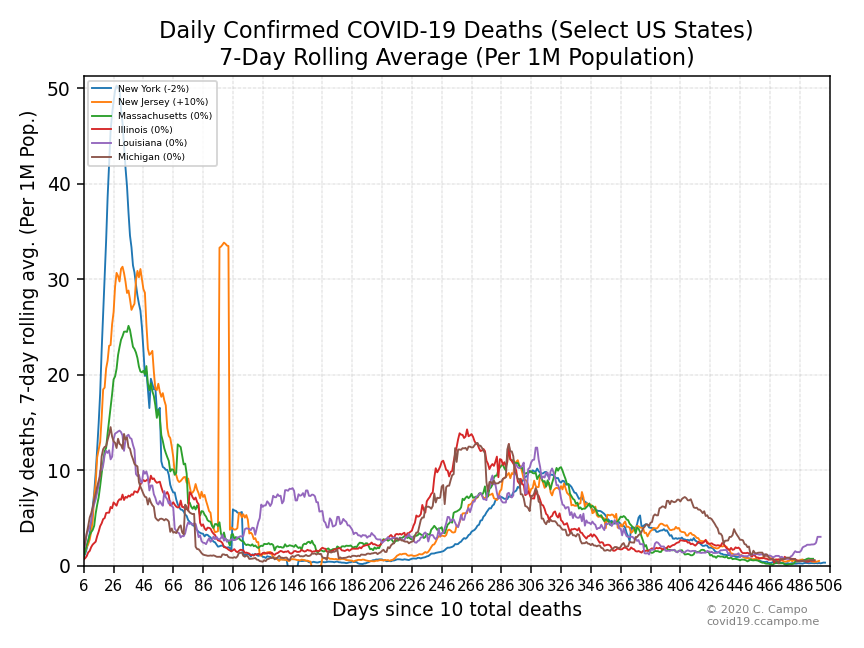 Daily Confirmed COVID-19 Deaths (Select US States)
7-Day Rolling Average (Per 1M Population)
Daily deaths, 7-day rolling avg. (Per 1M Pop.)
50
40
30
20
10
0
New York (-2%)
New Jersey (+10%)
Massachusetts (0%)
Illinois (0%)
Louisiana (0%)
Michigan (0%)
6 26 46 66 86 106 126 146 166 186 206 226 246 266 286 306 326 346 366 386 406 426 446 466 486 506
Days since 10 total deaths
© 2020 C. Campo
covid19.ccampo.me